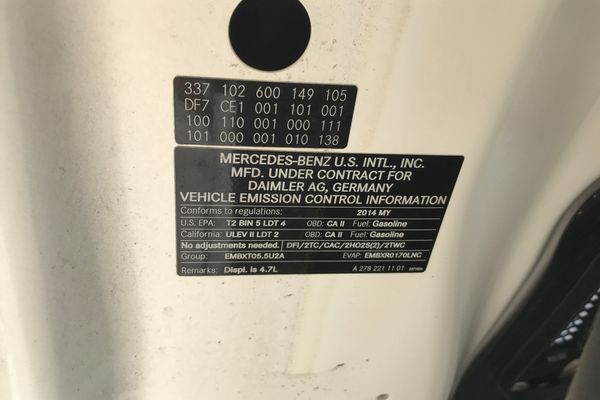 337 102 600 149 105
DF7 CE1 001 101 001
100 110 001 000 111
101 000 001 010 138
MERCEDES-BENZ U.S. INTL., INC.
MFD. UNDER CONTRACT FOR
DAIMLER AG, GERMANY
VEHICLE EMISSION CONTROL INFORMATION
Conforms to regulations: 2014 MY
U.S. EPA: T2 BIN 5 LDT 4 OBD: CA II Fuel: Gasoline
California: ULEV II LDT 2 OBD: CA II Fuel: Gasoline
No adjustments needed. DFI/2TC/CAC/2HO2S(2)/2TWC
Group: EMBXT05.5U2A EVAP: EMBXR0170LNC
Remarks: Displ. is 4.7L A 278 221 11 01